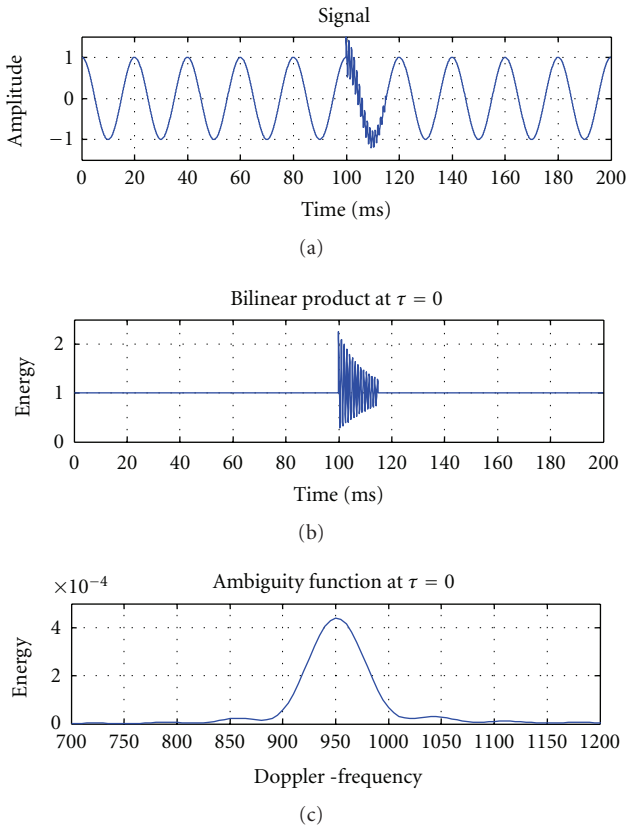 Signal
1
0
−1
Amplitude
0 20 40 60 80 100 120 140 160 180 200
Time (ms)
(a)
Bilinear product at τ = 0
2
1
0
Energy
0 20 40 60 80 100 120 140 160 180 200
Time (ms)
(b)
×10−4
Ambiguity function at τ = 0
4
2
0
Energy
700 750 800 850 900 950 1000 1050 1100 1150 1200
Doppler -frequency
(c)